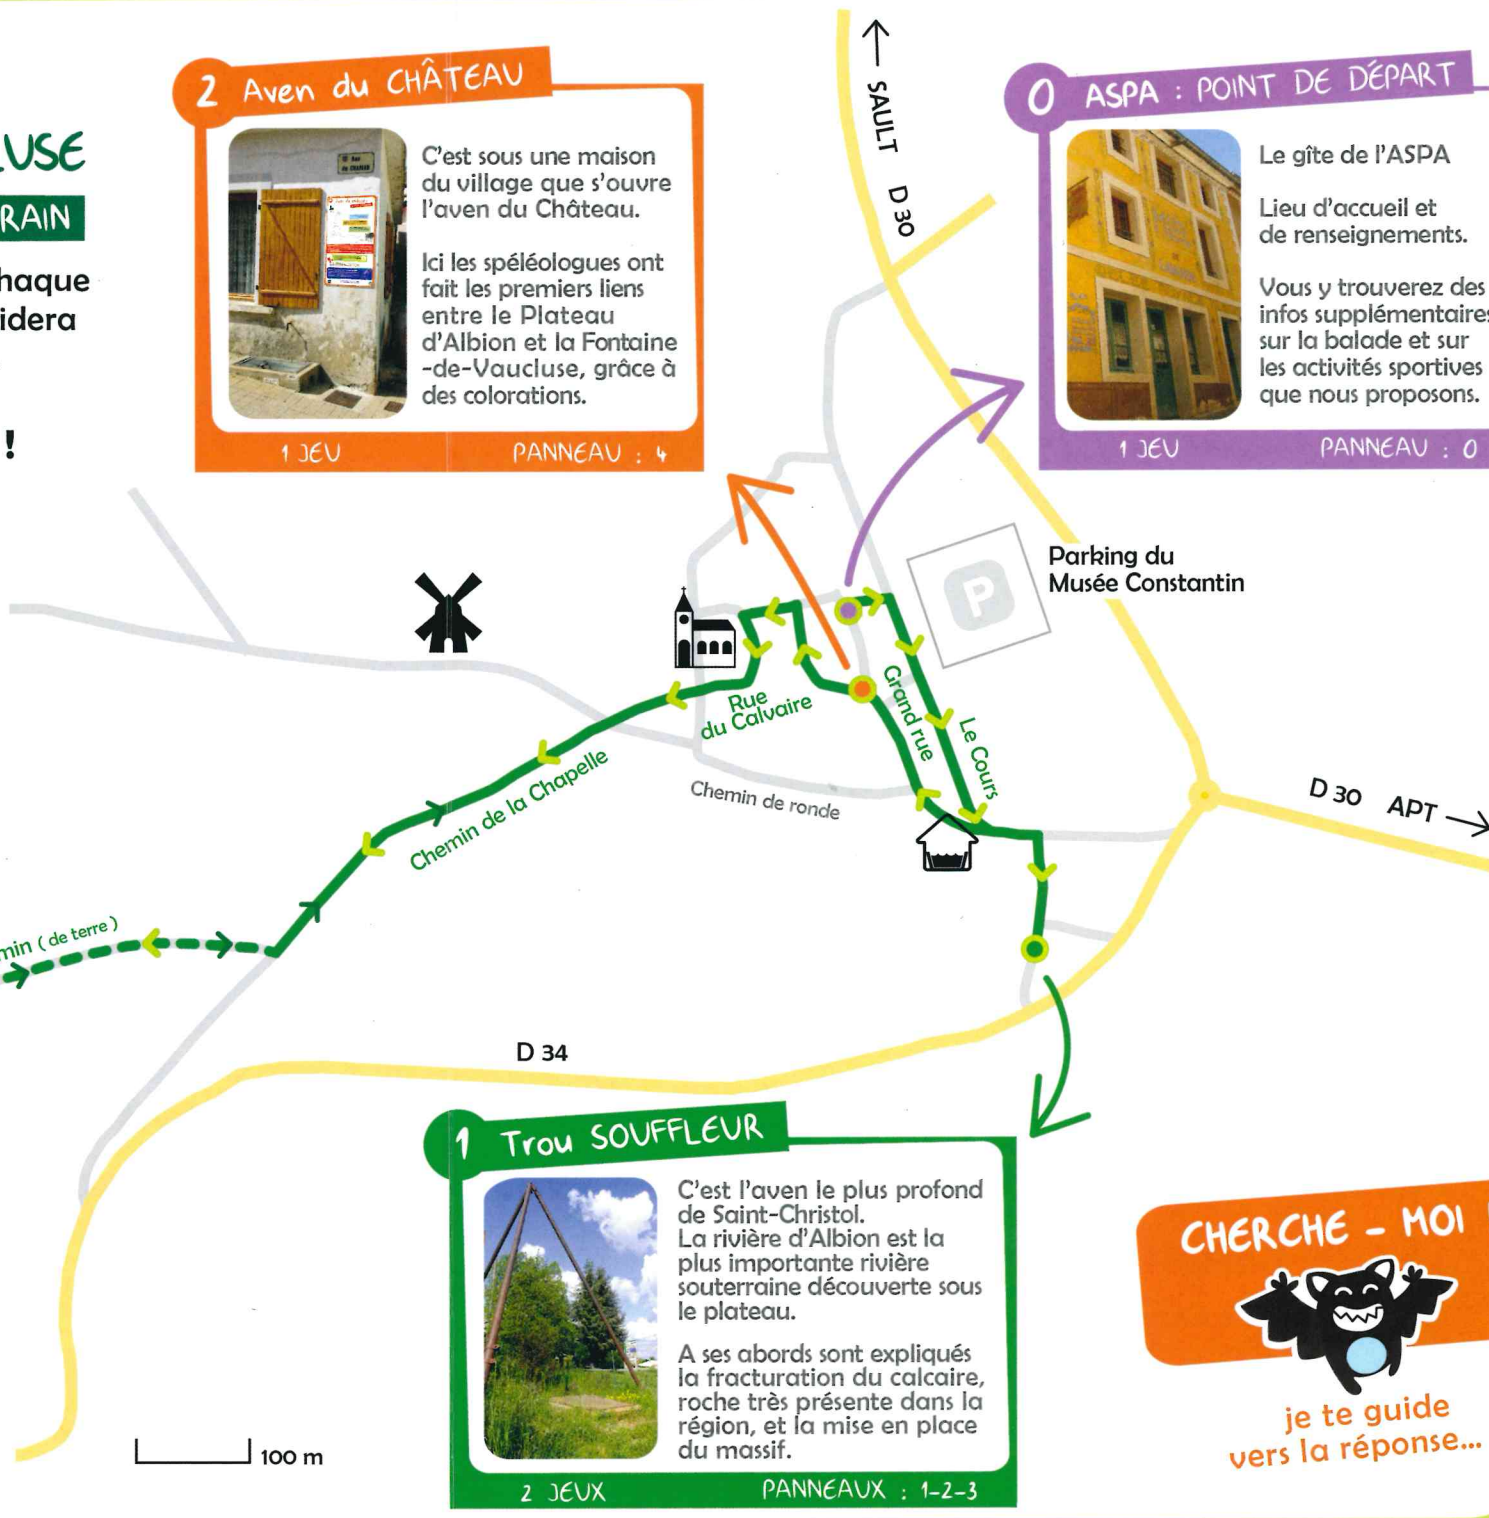 2 Aven du CHÂTEAU
C'est sous une maison
du village que s'ouvre
l'aven du Château.
Ici les spéléologues ont
fait les premiers liens
entre le Plateau
d'Albion et la Fontaine
-de-Vaucluse, grâce à
des colorations.
1 JEU PANNEAU : 4
SAULT D 30
0 ASPA : POINT DE DÉPART
Le gîte de l'ASPA
Lieu d'accueil et
de renseignements.
Vous y trouverez des
infos supplémentaires
sur la balade et sur
les activités sportives
que nous proposons.
1 JEU PANNEAU : 0
USE
RAIN
haque
idera
!
P
Parking du
Musée Constantin
Rue
du Calvaire
Grand rue
Le Cours
Chemin de ronde
Chemin de la Chapelle
D 30 APT
min ( de terre )
D 34
1 Trou SOUFFLEUR
C'est l'aven le plus profond
de Saint-Christol.
La rivière d'Albion est la
plus importante rivière
souterraine découverte sous
le plateau.
A ses abords sont expliqués
la fracturation du calcaire,
roche très présente dans la
région, et la mise en place
du massif.
2 JEUX PANNEAUX : 1-2-3
100 m
CHERCHE - MOI
je te guide
vers la réponse...